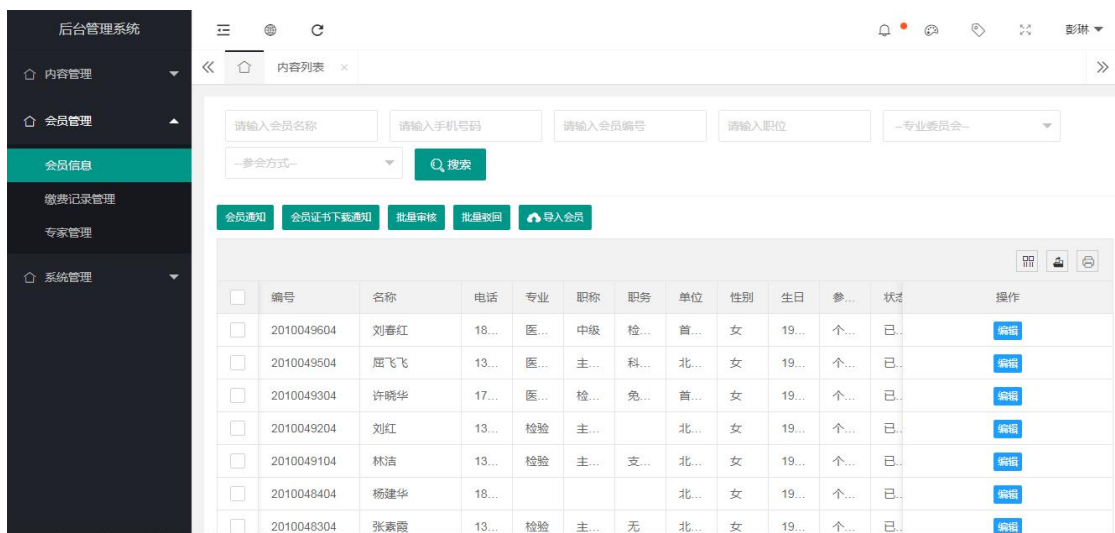 后台管理系统 彭琳
内容管理 内容列表
会员管理 请输入会员名称 请输入手机号码 请输入会员编号 请输入职位 --专业委员会--
会员信息 --参会方式-- 搜索
缴费记录管理
会员通知 会员证书下载通知 批量审核 批量驳回 导入会员
专家管理
系统管理
编号 名称 电话 专业 职称 职务 单位 性别 生日 参... 状态 操作
2010049604 刘春红 18... 医... 中级 检... 首... 女 19... 个... 已... 编辑
2010049504 屈飞飞 13... 医... 主... 科... 北... 女 19... 个... 已... 编辑
2010049304 许晓华 17... 医... 检... 免... 首... 女 19... 个... 已... 编辑
2010049204 刘红 13... 检验 主... 北... 女 19... 个... 已... 编辑
2010049104 林洁 13... 检验 主... 支... 北... 女 19... 个... 已... 编辑
2010048404 杨建华 18... 北... 女 19... 个... 已... 编辑
2010048304 张素霞 13... 检验 主... 无 北... 女 19... 个... 已... 编辑